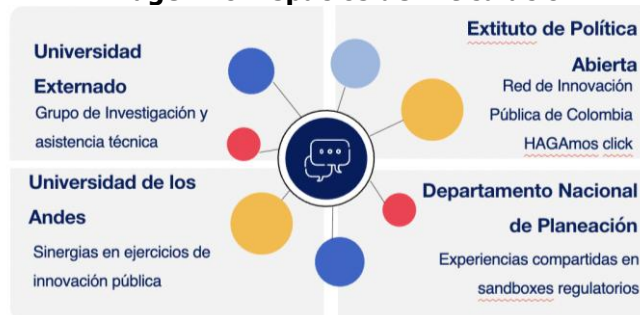 Universidad
Externado
Grupo de Investigación y
asistencia técnica
Extituto de Política
Abierta
Red de Innovación
Pública de Colombia
HAGAmos click
Universidad de los
Andes
Sinergias en ejercicios de
innovación pública
Departamento Nacional
de Planeación
Experiencias compartidas en
sandboxes regulatorios